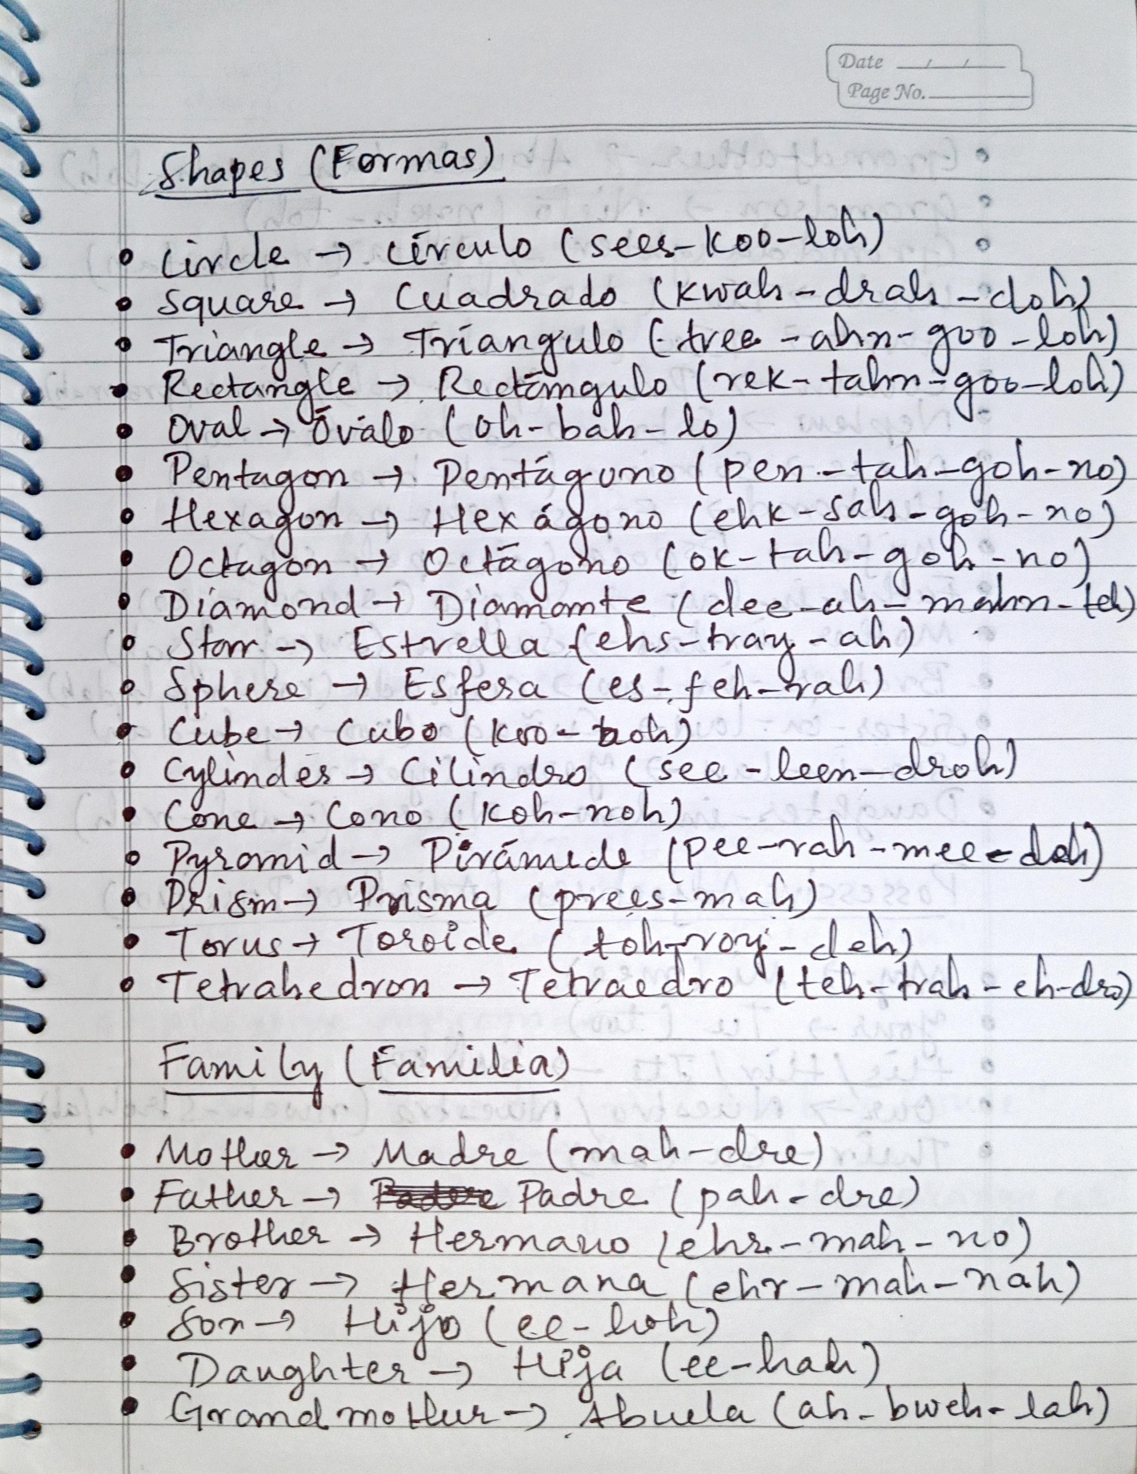 Date __/__/__
Page No.
Shapes (Formas)
• Circle → Círculo (sees-koo-loh)
• Square → Cuadrado (kwah-drah-doh)
• Triangle → Triángulo (tree-ahn-goo-loh)
• Rectangle → Rectángulo (rek-tahn-goo-loh)
• Oval → Óvalo (oh-bah-lo)
• Pentagon → Pentágono (pen-tah-goh-no)
• Hexagon → Hexágono (ehk-sah-goh-no)
• Octagon → Octágono (ok-tah-goh-no)
• Diamond → Diamante (dee-ah-mahn-teh)
• Star → Estrella (ehs-tray-ah)
• Sphere → Esfera (es-feh-rah)
• Cube → Cubo (koo-boh)
• Cylinder → Cilindro (see-leen-droh)
• Cone → Cono (koh-noh)
• Pyramid → Pirámide (pee-rah-mee-deh)
• Prism → Prisma (prees-mah)
• Torus → Toroide (toh-roy-deh)
• Tetrahedron → Tetraedro (teh-trah-eh-dro)
Family (Familia)
• Mother → Madre (mah-dre)
• Father → Padre (pah-dre)
• Brother → Hermano (ehr-mah-no)
• Sister → Hermana (ehr-mah-nah)
• Son → Hijo (ee-hoh)
• Daughter → Hija (ee-hah)
• Grandmother → Abuela (ah-bweh-lah)